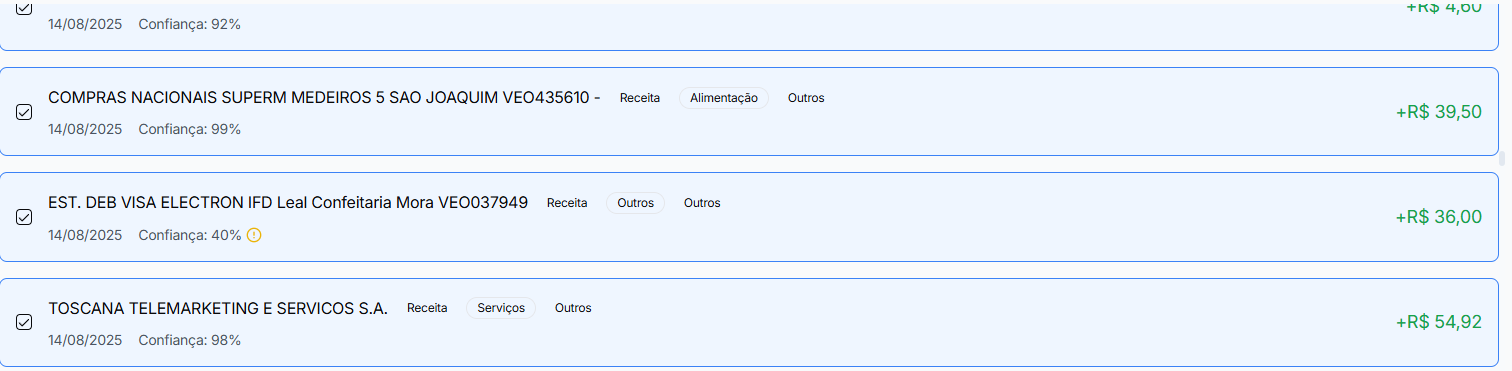 +R$ 4,60
14/08/2025 Confiança: 92%
COMPRAS NACIONAIS SUPERM MEDEIROS 5 SAO JOAQUIM VEO435610 - Receita Alimentação Outros
+R$ 39,50
14/08/2025 Confiança: 99%
EST. DEB VISA ELECTRON IFD Leal Confeitaria Mora VEO037949 Receita Outros Outros
+R$ 36,00
14/08/2025 Confiança: 40%
TOSCANA TELEMARKETING E SERVICOS S.A. Receita Serviços Outros
+R$ 54,92
14/08/2025 Confiança: 98%